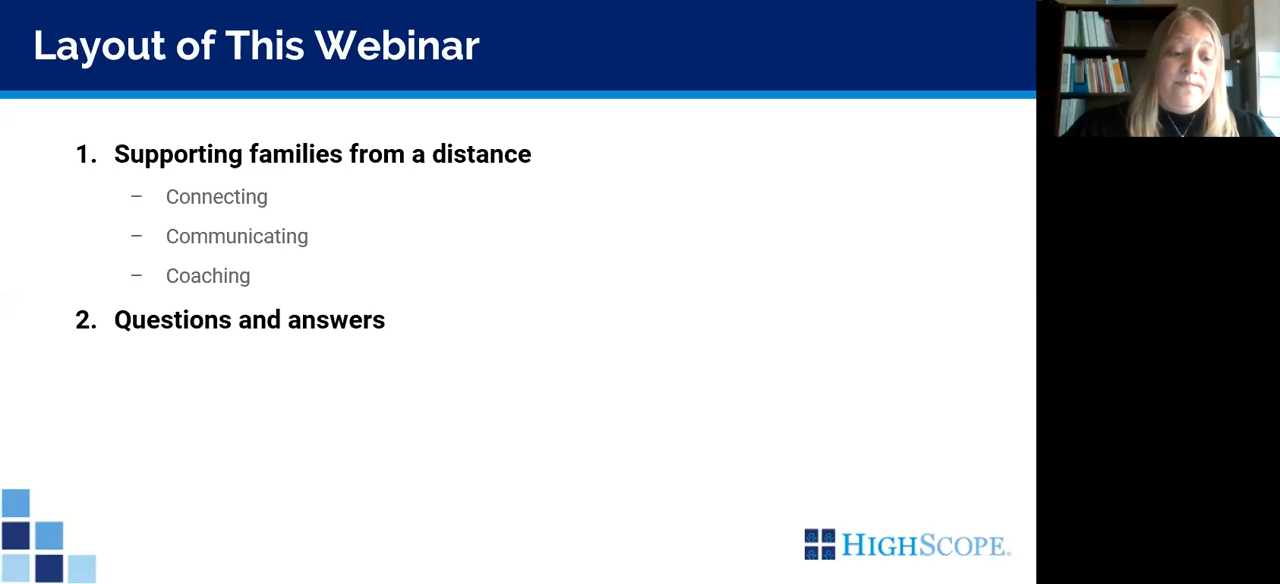 Layout of This Webinar
1. Supporting families from a distance
– Connecting
– Communicating
– Coaching
2. Questions and answers
HIGHSCOPE®